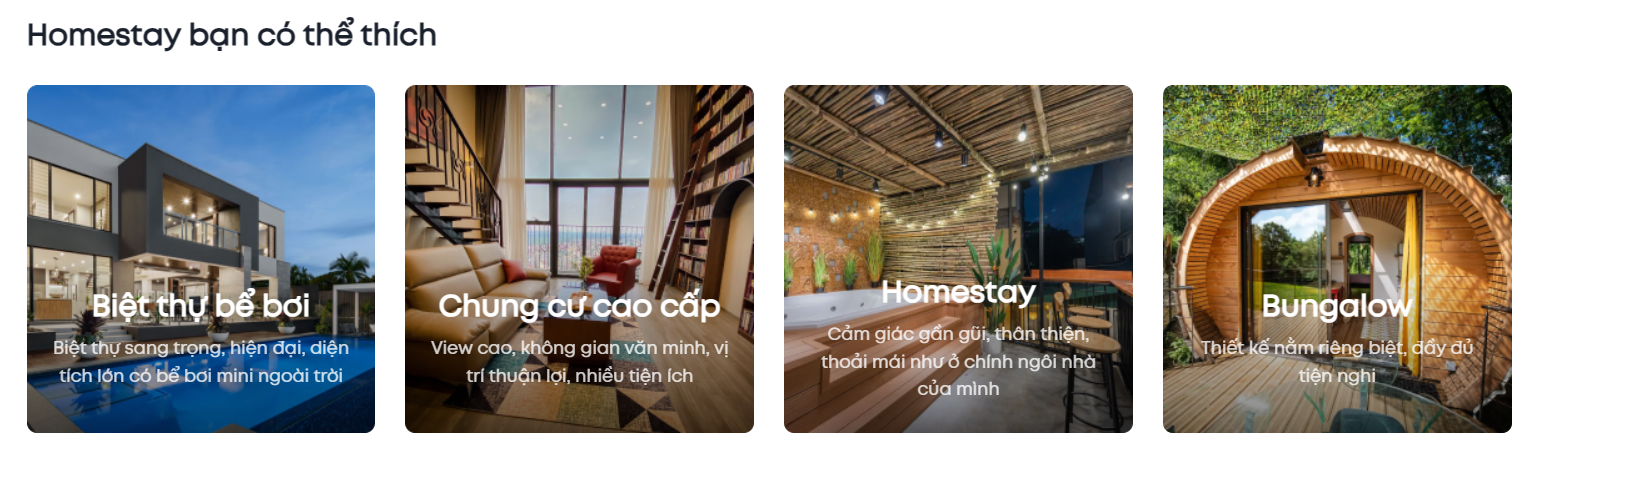 Homestay bạn có thể thích
Biệt thự bể bơi
Biệt thự sang trọng, hiện đại, diện
tích lớn có bể bơi mini ngoài trời
Chung cư cao cấp
View cao, không gian văn minh, vị
trí thuận lợi, nhiều tiện ích
Homestay
Cảm giác gần gũi, thân thiện,
thoải mái như ở chính ngôi nhà
của mình
Bungalow
Thiết kế nằm riêng biệt, đầy đủ
tiện nghi